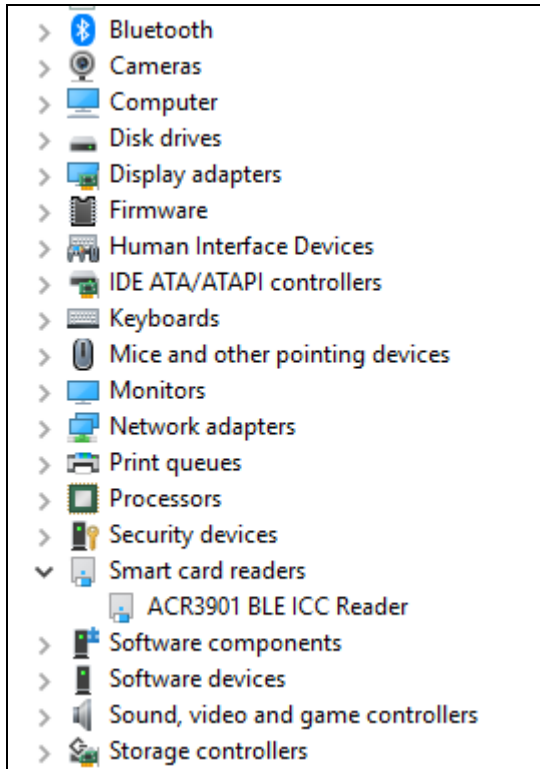 Bluetooth
Cameras
Computer
Disk drives
Display adapters
Firmware
Human Interface Devices
IDE ATA/ATAPI controllers
Keyboards
Mice and other pointing devices
Monitors
Network adapters
Print queues
Processors
Security devices
Smart card readers
ACR3901 BLE ICC Reader
Software components
Software devices
Sound, video and game controllers
Storage controllers